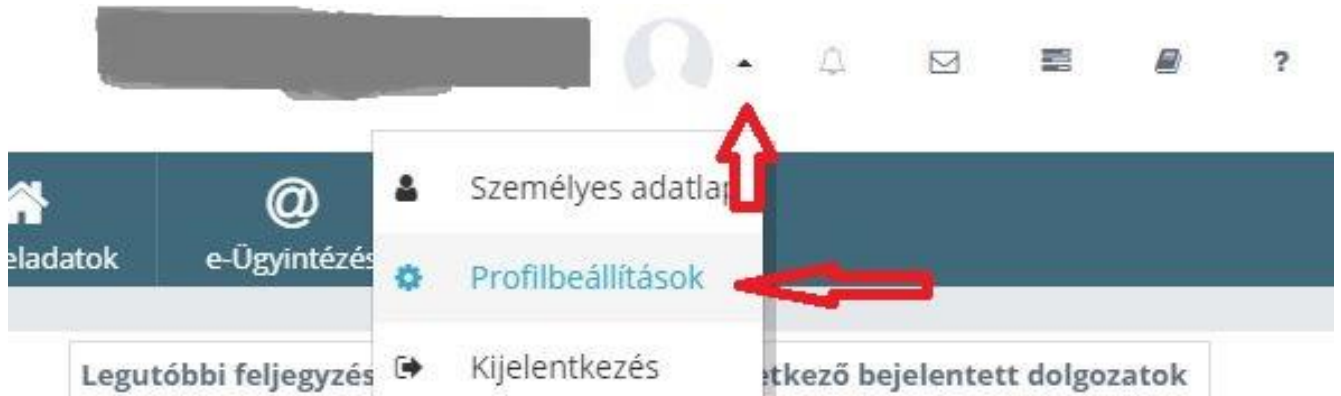 ?
Személyes adatlap
eladatok
@
e-Ügyintézés
Profilbeállítások
Kijelentkezés
Legutóbbi feljegyzés
etkező bejelentett dolgozatok